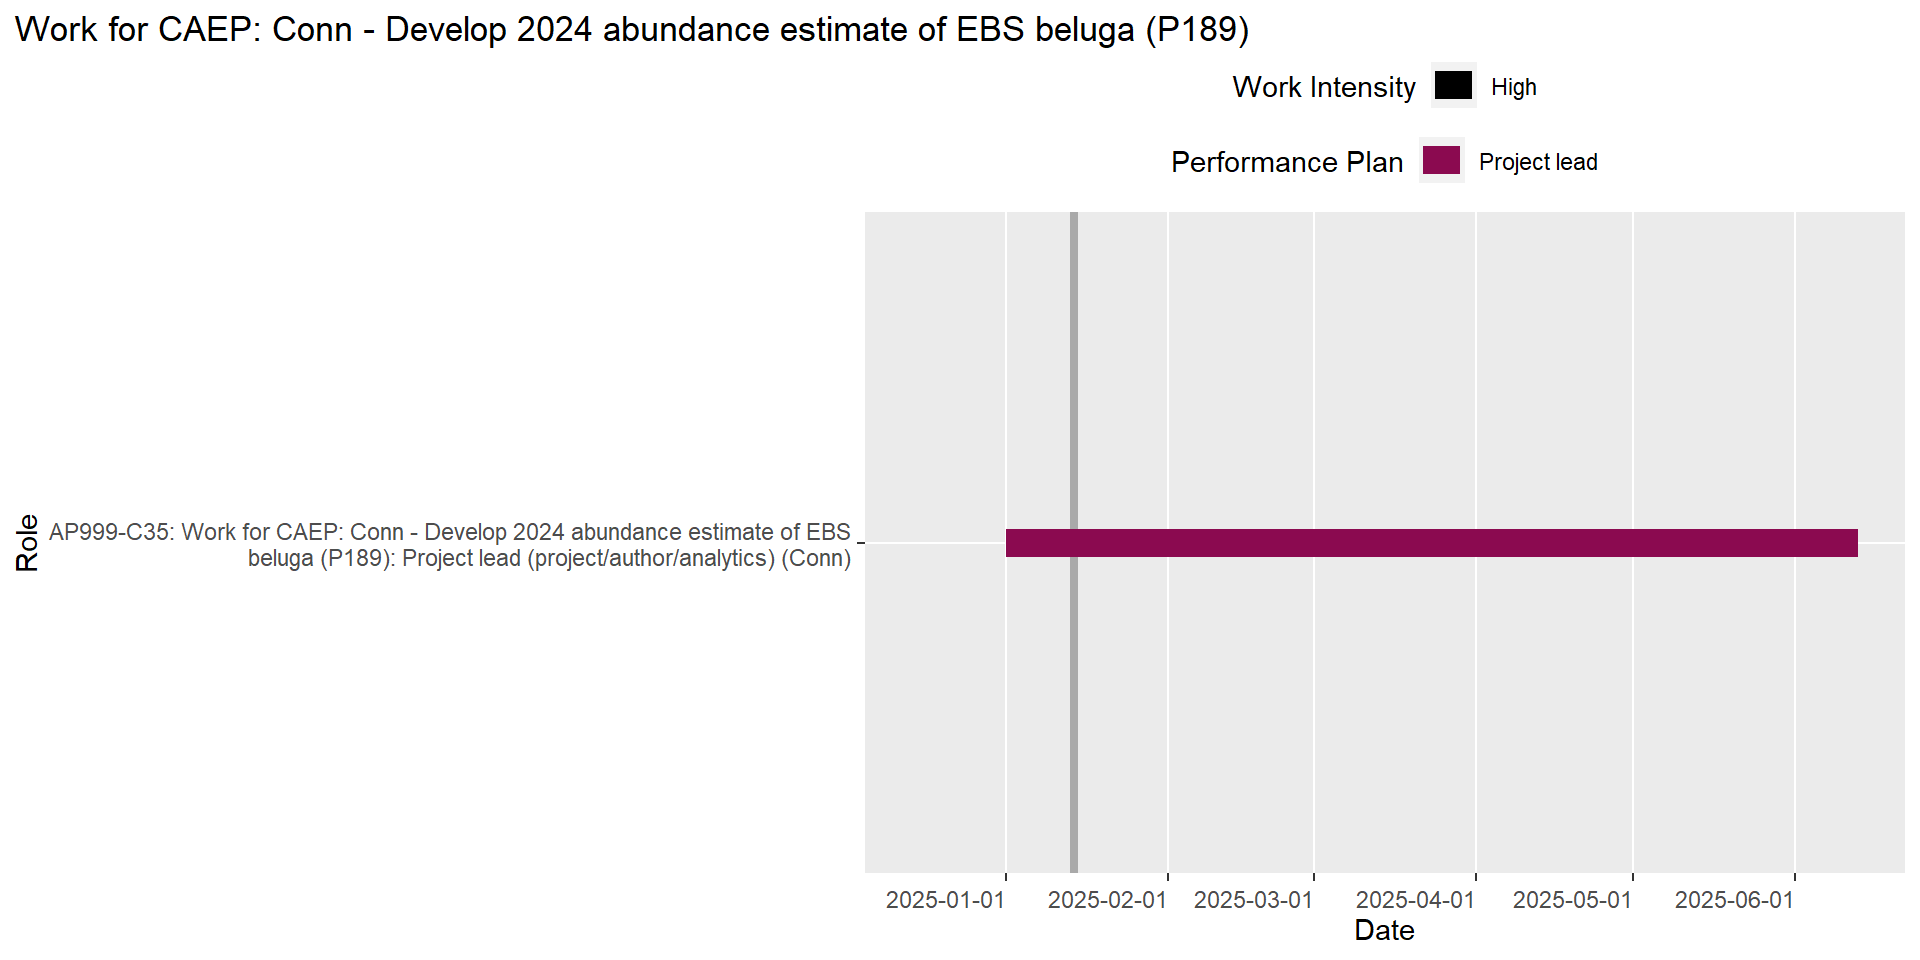 Work for CAEP: Conn - Develop 2024 abundance estimate of EBS beluga (P189)
Work Intensity High
Performance Plan Project lead
Role
AP999-C35: Work for CAEP: Conn - Develop 2024 abundance estimate of EBS
beluga (P189): Project lead (project/author/analytics) (Conn)
2025-01-01 2025-02-01 2025-03-01 2025-04-01 2025-05-01 2025-06-01
Date